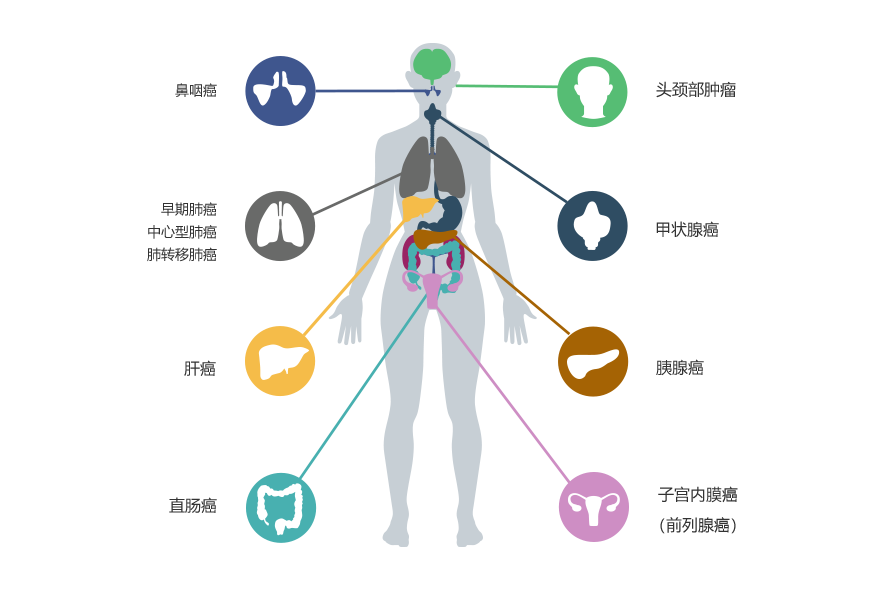 鼻咽癌
头颈部肿瘤
早期肺癌
中心型肺癌
肺转移肺癌
甲状腺癌
肝癌
胰腺癌
直肠癌
子宫内膜癌
(前列腺癌)